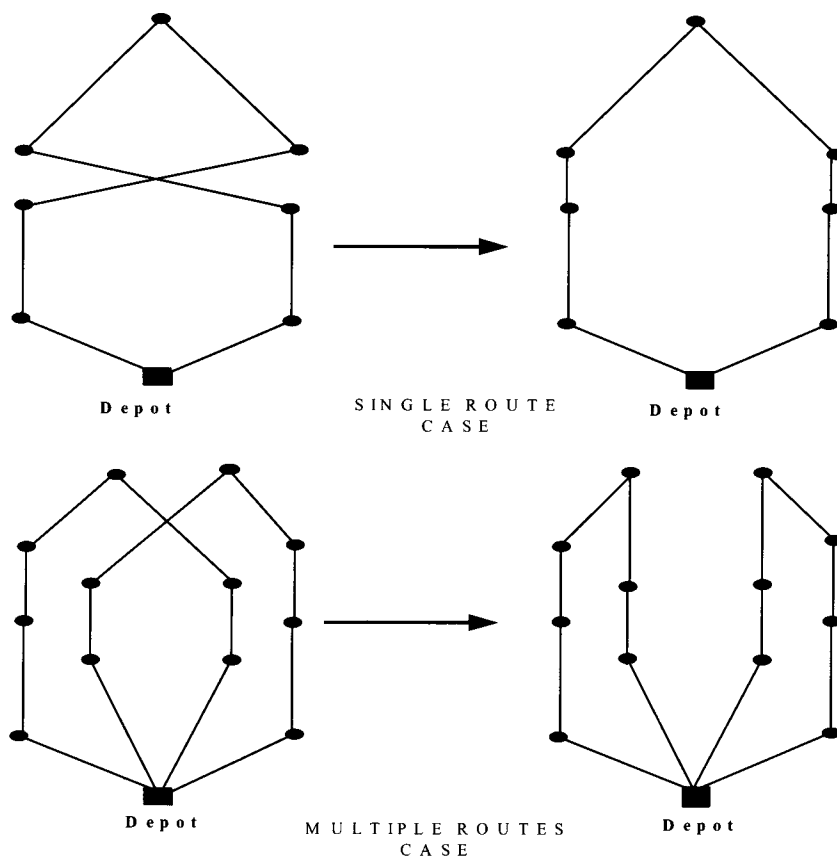 Depot
SINGLE ROUTE
CASE
Depot
Depot
MULTIPLE ROUTES
CASE
Depot